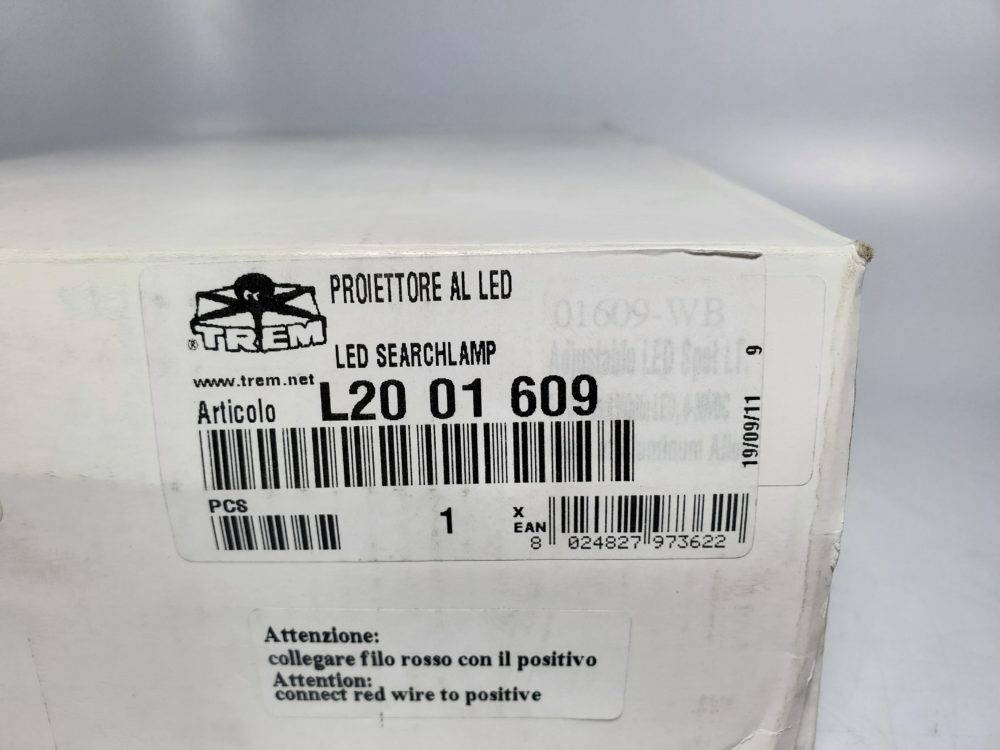 TREM
®
www.trem.net
PROIETTORE AL LED
LED SEARCHLAMP
Articolo L20 01 609
PCS 1 X
EAN
8 024827 973622
19/09/11 9
01609-WB
Adjustable LED Spot LT.
Attenzione:
collegare filo rosso con il positivo
Attention:
connect red wire to positive